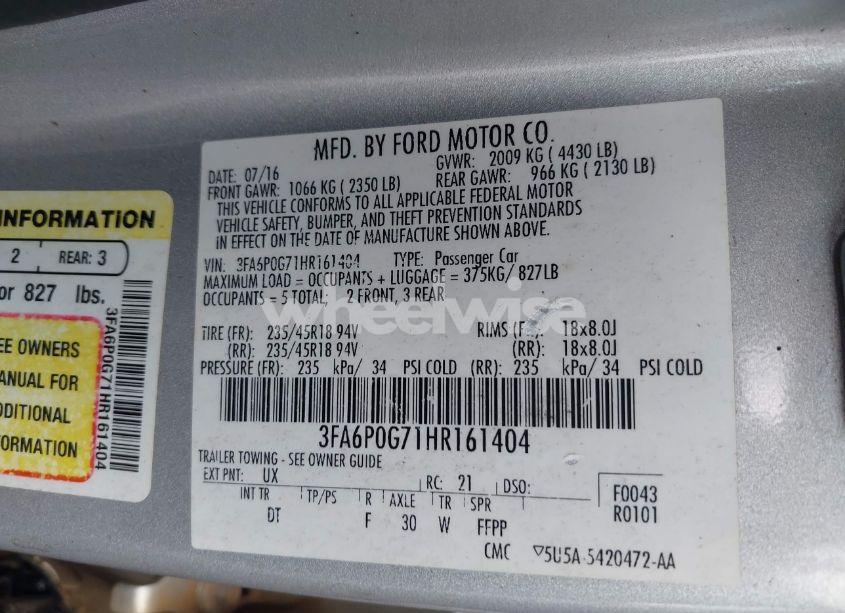 MFD. BY FORD MOTOR CO.
DATE: 07/16 GVWR: 2009 KG ( 4430 LB)
FRONT GAWR: 1066 KG ( 2350 LB) REAR GAWR: 966 KG ( 2130 LB)
THIS VEHICLE CONFORMS TO ALL APPLICABLE FEDERAL MOTOR
VEHICLE SAFETY, BUMPER, AND THEFT PREVENTION STANDARDS
IN EFFECT ON THE DATE OF MANUFACTURE SHOWN ABOVE.
VIN: 3FA6P0G71HR161404 TYPE: Passenger Car
MAXIMUM LOAD = OCCUPANTS + LUGGAGE = 375KG/ 827LB
OCCUPANTS = 5 TOTAL; 2 FRONT, 3 REAR
wheelwise
TIRE (FR): 235/45R18 94V RIMS 18x8.0J
(RR): 235/45R18 94V (RR): 18x8.0J
PRESSURE (FR): 235 kPa/ 34 PSI COLD (RR): 235 kPa/ 34 PSI COLD
3FA6P0G71HR161404
TRAILER TOWING - SEE OWNER GUIDE
EXT PNT: UX RC: 21 DSO:
INT TR TP/PS R AXLE TR SPR
DT F 30 W FFPP
F0043
R0101
CMC ▽5U5A-5420472-AA
INFORMATION
2 REAR: 3
or 827 lbs.
EE OWNERS
ANUAL FOR
DDITIONAL
FORMATION
3FA6P0G71HR161404